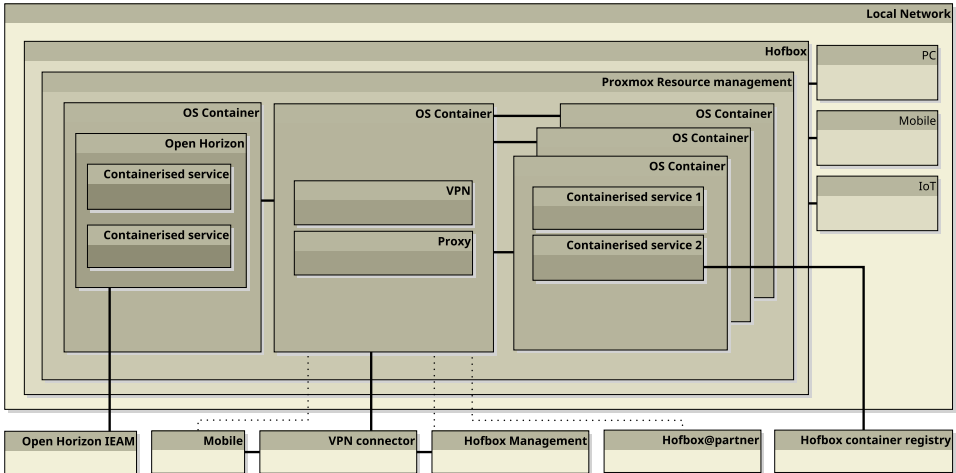 Local Network
Hofbox
PC
Proxmox Resource management
OS Container
OS Container
OS Container
Mobile
OS Container
Open Horizon
OS Container
Containerised service
IoT
VPN
Containerised service 1
Containerised service
Proxy
Containerised service 2
Open Horizon IEAM
Mobile
VPN connector
Hofbox Management
Hofbox@partner
Hofbox container registry